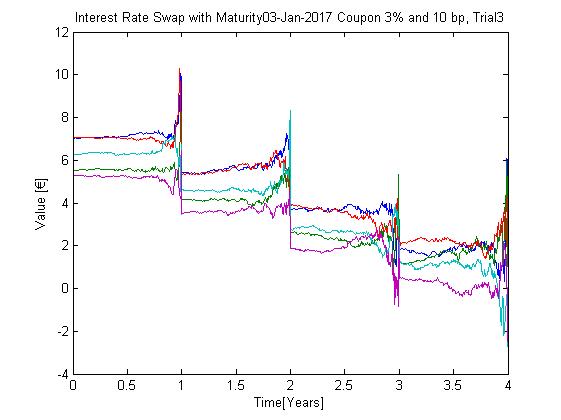 Interest Rate Swap with Maturity03-Jan-2017 Coupon 3% and 10 bp, Trial3
12
10
8
6
4
2
0
-2
-4
Value [€]
0 0.5 1 1.5 2 2.5 3 3.5 4
Time[Years]